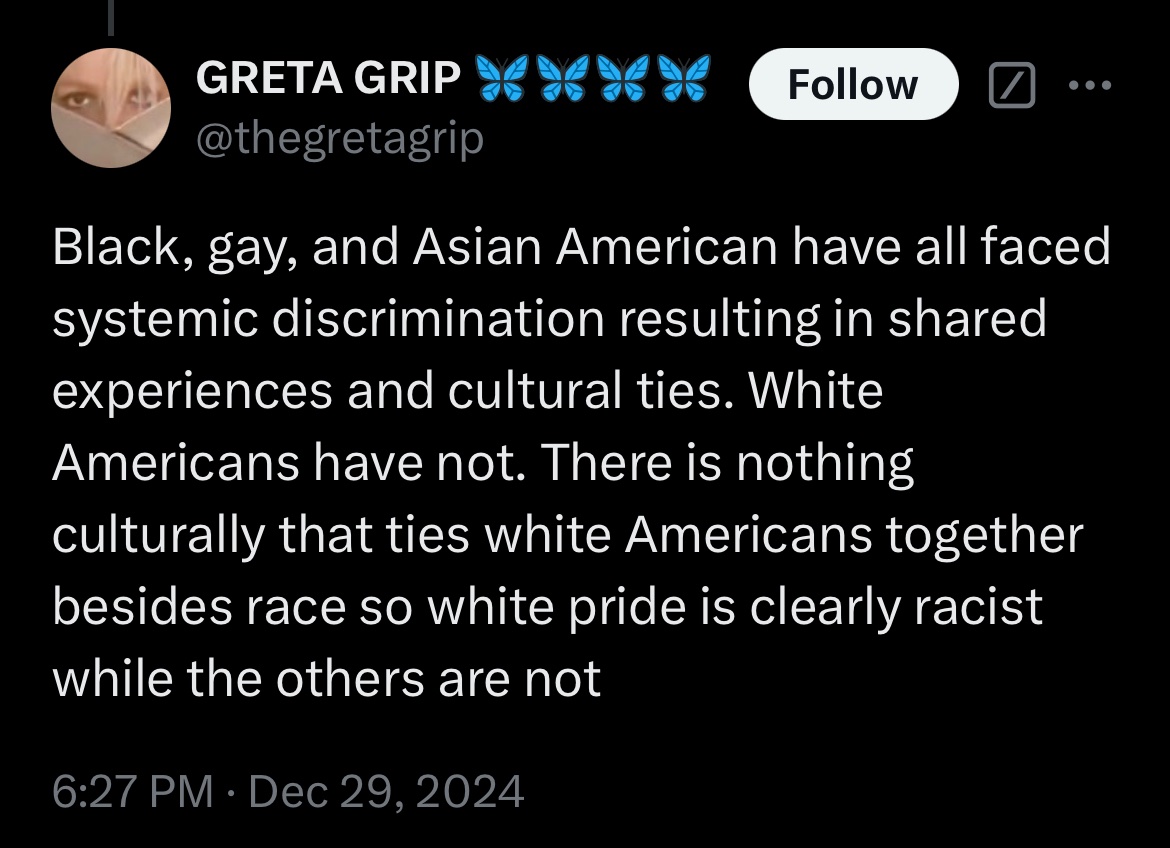 GRETA GRIP 🦋🦋🦋🦋
Follow
@thegretagrip
Black, gay, and Asian American have all faced
systemic discrimination resulting in shared
experiences and cultural ties. White
Americans have not. There is nothing
culturally that ties white Americans together
besides race so white pride is clearly racist
while the others are not
6:27 PM · Dec 29, 2024